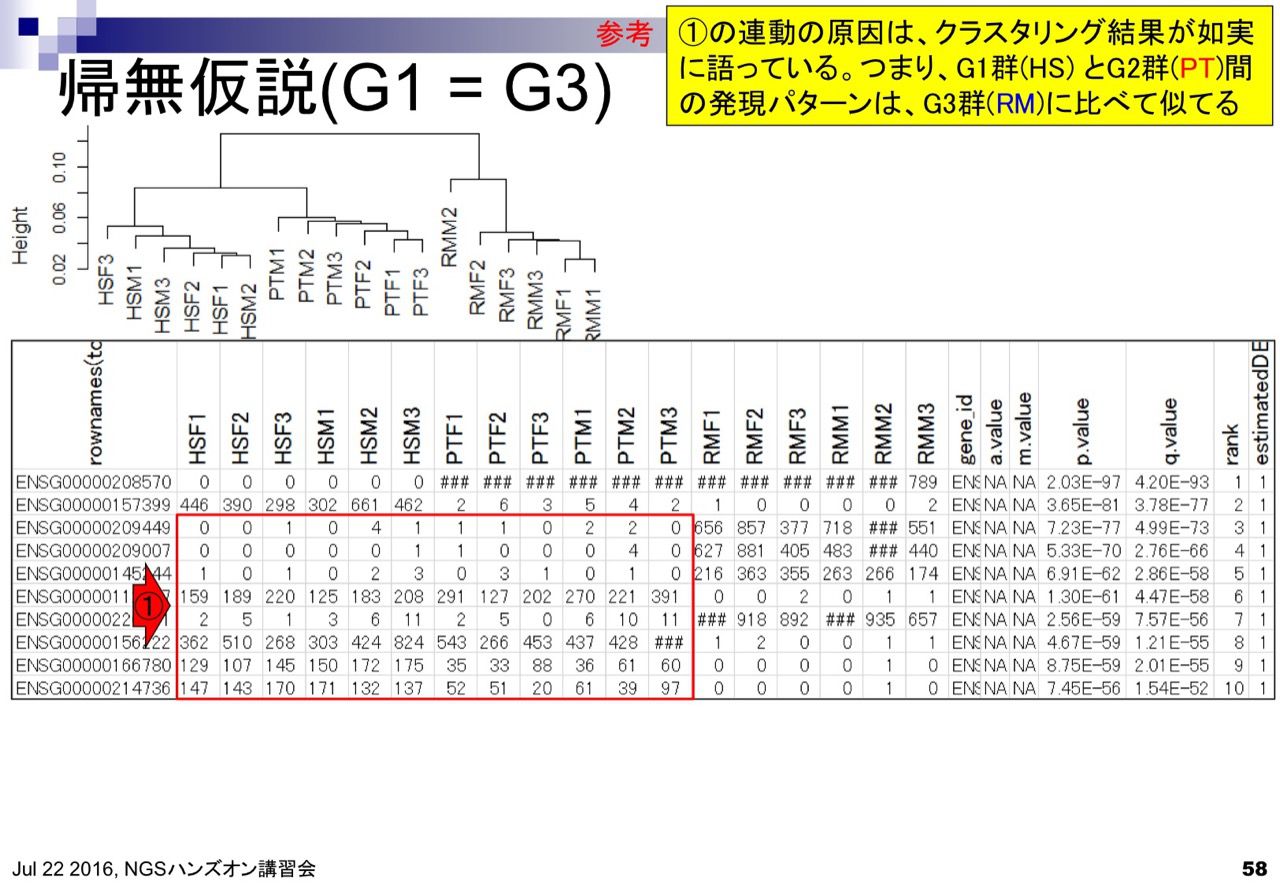 参考
①の連動の原因は、クラスタリング結果が如実
に語っている。つまり、G1群(HS) とG2群(PT)間
の発現パターンは、G3群(RM)に比べて似てる
帰無仮説(G1 = G3)
Height
0.10
0.06
0.02
HSF3 HSM1 HSM3 HSF2 HSF1 HSM2 PTM1 PTM2 PTM3 PTF2 PTF1 PTF3 RMM2 RMF2 RMF3 RMM3 RMF1 RMM1
rownames(tc HSF1 HSF2 HSF3 HSM1 HSM2 HSM3 PTF1 PTF2 PTF3 PTM1 PTM2 PTM3 RMF1 RMF2 RMF3 RMM1 RMM2 RMM3 gene_id a.value m.value p.value q.value rank estimatedDE
ENSG00000208570 0 0 0 0 0 0 ### ### ### ### ### ### ### ### ### ### ### 789 ENS NA NA 2.03E-97 4.20E-93 1 1
ENSG00000157399 446 390 298 302 661 462 2 6 3 5 4 2 1 0 0 0 0 2 ENS NA NA 3.65E-81 3.78E-77 2 1
ENSG00000209449 0 0 1 0 4 1 1 1 0 2 2 0 656 857 377 718 ### 551 ENS NA NA 7.23E-77 4.99E-73 3 1
ENSG00000209007 0 0 0 0 0 1 1 0 0 0 4 0 627 881 405 483 ### 440 ENS NA NA 5.33E-70 2.76E-66 4 1
ENSG00000145244 1 0 1 0 2 3 0 3 1 0 1 0 216 363 355 263 266 174 ENS NA NA 6.91E-62 2.86E-58 5 1
ENSG0000011 159 189 220 125 183 208 291 127 202 270 221 391 0 0 2 0 1 1 ENS NA NA 1.30E-61 4.47E-58 6 1
①
ENSG0000022 2 5 1 3 6 11 2 5 0 6 10 11 ### 918 892 ### 935 657 ENS NA NA 2.56E-59 7.57E-56 7 1
ENSG00000156222 362 510 268 303 424 824 543 266 453 437 428 ### 1 2 0 0 1 1 ENS NA NA 4.67E-59 1.21E-55 8 1
ENSG00000166780 129 107 145 150 172 175 35 33 88 36 61 60 0 0 0 0 1 0 ENS NA NA 8.75E-59 2.01E-55 9 1
ENSG00000214736 147 143 170 171 132 137 52 51 20 61 39 97 0 0 0 0 1 0 ENS NA NA 7.45E-56 1.54E-52 10 1
Jul 22 2016, NGSハンズオン講習会
58